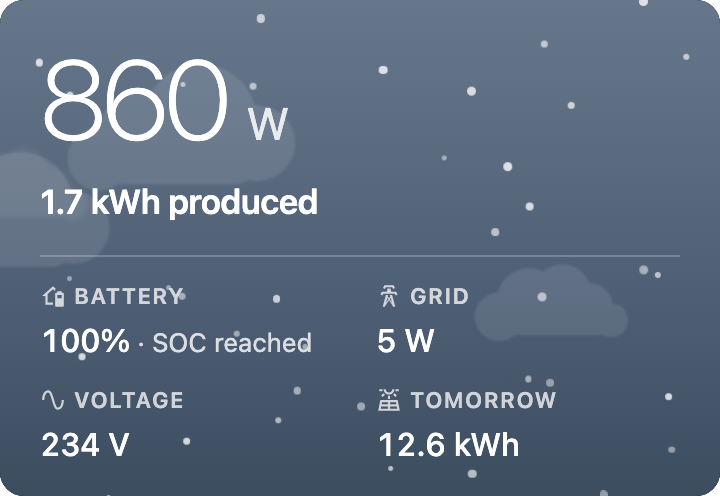 860 W
1.7 kWh produced
BATTERY
100% · SOC reached
GRID
5 W
VOLTAGE
234 V
TOMORROW
12.6 kWh